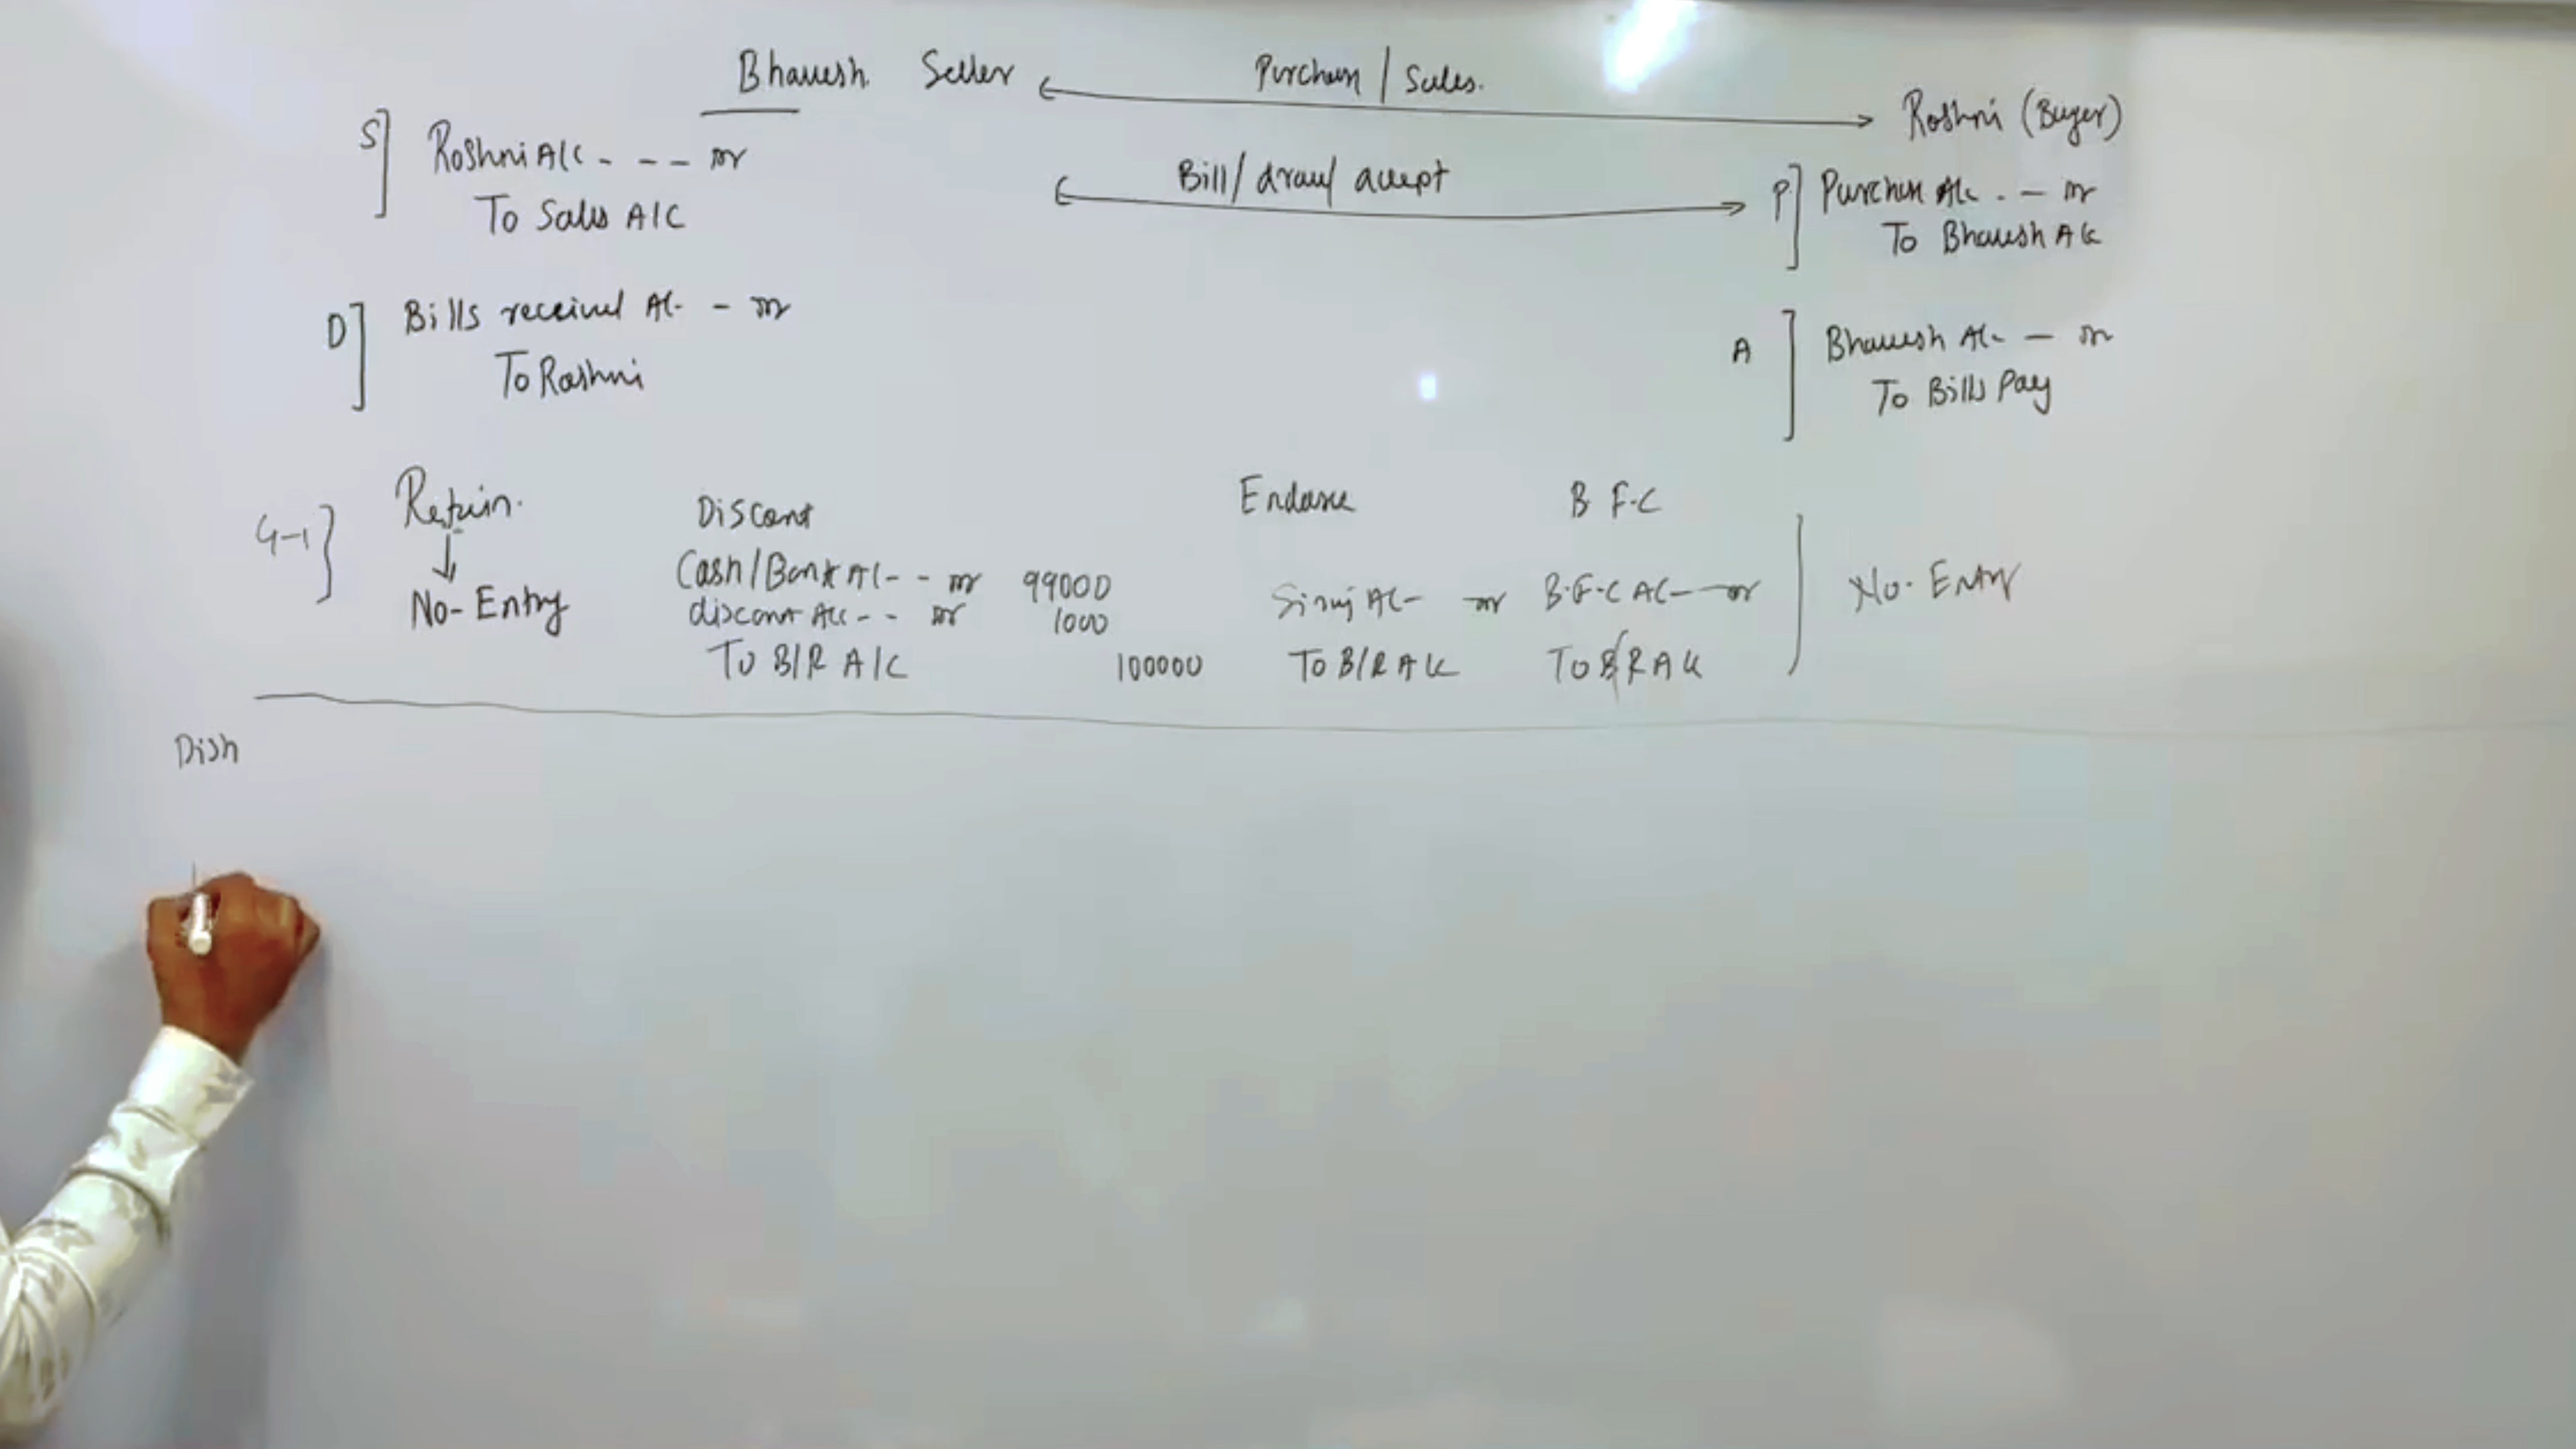 Bhavesh Seller Purchase / Sales.
Roshni (Buyer)
S] Roshni A/C - - - Dr
To Sales A/C
Bill/ draw/ accept
P] Purchase A/c . - Dr
To Bhavesh A/c
D] Bills receivd A/C - Dr
To Roshni
A ] Bhavesh A/c - Dr
To Bills Pay
4-1} Retain.
No-Entry
Discount
Cash/Bank A/C - - Dr 99000
discount A/c - - Dr 1000
To B/R A/C 100000
Endorse
A/C - Dr
To B/R A/c
B F.C
B.F.C A/C - Dr
To B/R A/c
No. Entry
Dish